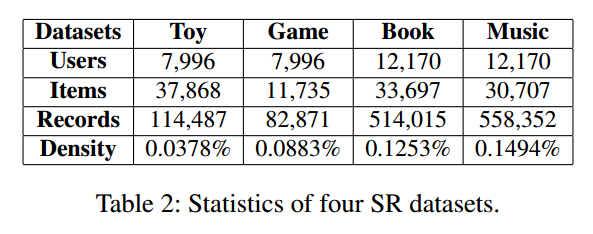 Datasets Toy Game Book Music
Users 7,996 7,996 12,170 12,170
Items 37,868 11,735 33,697 30,707
Records 114,487 82,871 514,015 558,352
Density 0.0378% 0.0883% 0.1253% 0.1494%
Table 2: Statistics of four SR datasets.